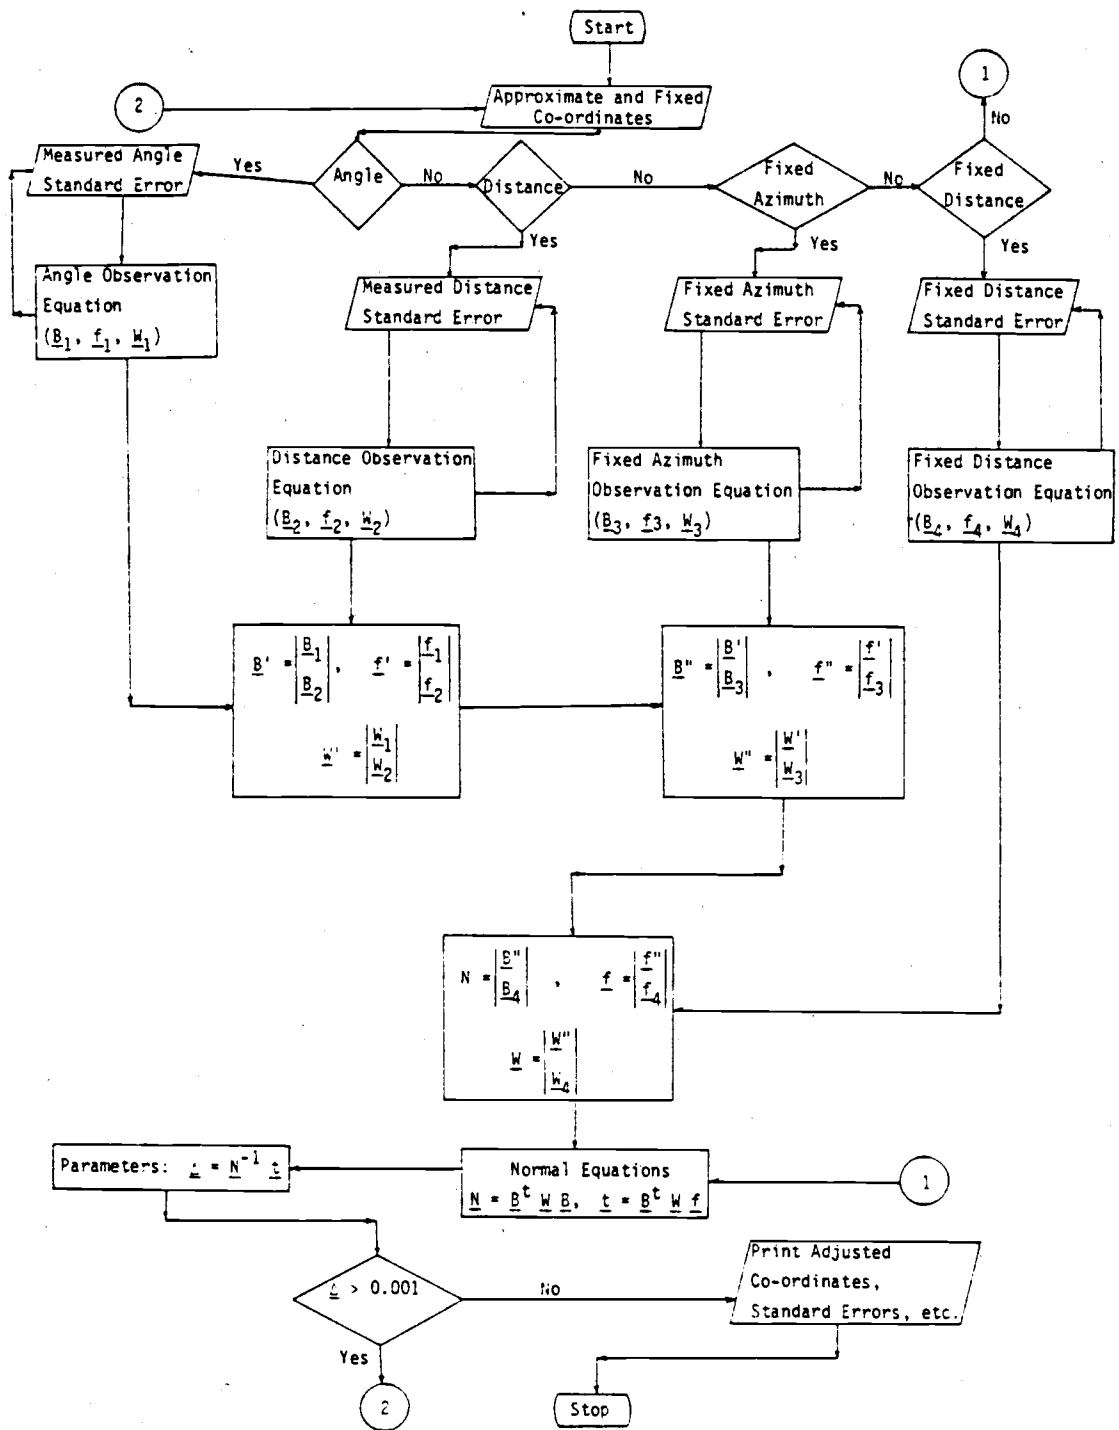 Start
1
2
Approximate and Fixed
Co-ordinates
No
Measured Angle
Standard Error
Yes
Angle
No
Distance
No
Fixed
Azimuth
No
Fixed
Distance
Yes
Yes
Yes
Angle Observation
Equation
(B1, f1, W1)
Measured Distance
Standard Error
Fixed Azimuth
Standard Error
Fixed Distance
Standard Error
Distance Observation
Equation
(B2, f2, W2)
Fixed Azimuth
Observation Equation
(B3, f3, W3)
Fixed Distance
Observation Equation
(B4, f4, W4)
B' = |B1 B2|, f' = |f1 f2|
W' = |W1 W2|
B" = |B' B3|, f" = |f' f3|
W" = |W' W3|
N = |B" B4|, f = |f" f4|
W = |W" W4|
Parameters: Δ = N⁻¹ t
Normal Equations
N = Bᵗ W B, t = Bᵗ W f
1
Δ > 0.001
No
Print Adjusted
Co-ordinates,
Standard Errors, etc.
Yes
2
Stop